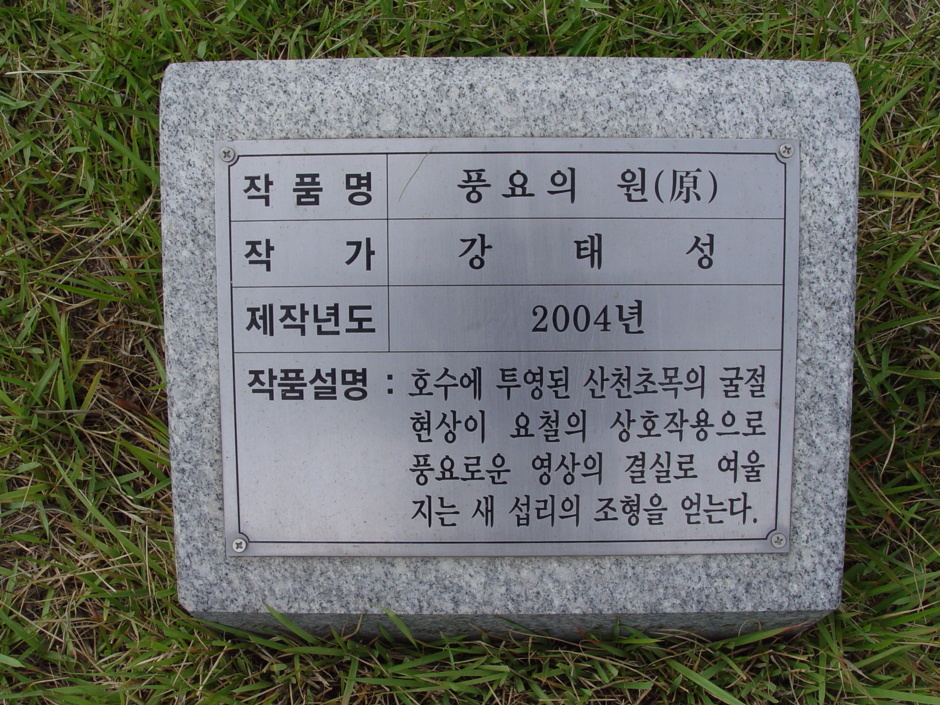 작품명 풍요의 원(原)
작가 강태성
제작년도 2004년
작품설명 : 호수에 투영된 산천초목의 굴절
현상이 요철의 상호작용으로
풍요로운 영상의 결실로 여울
지는 새 섭리의 조형을 얻는다.